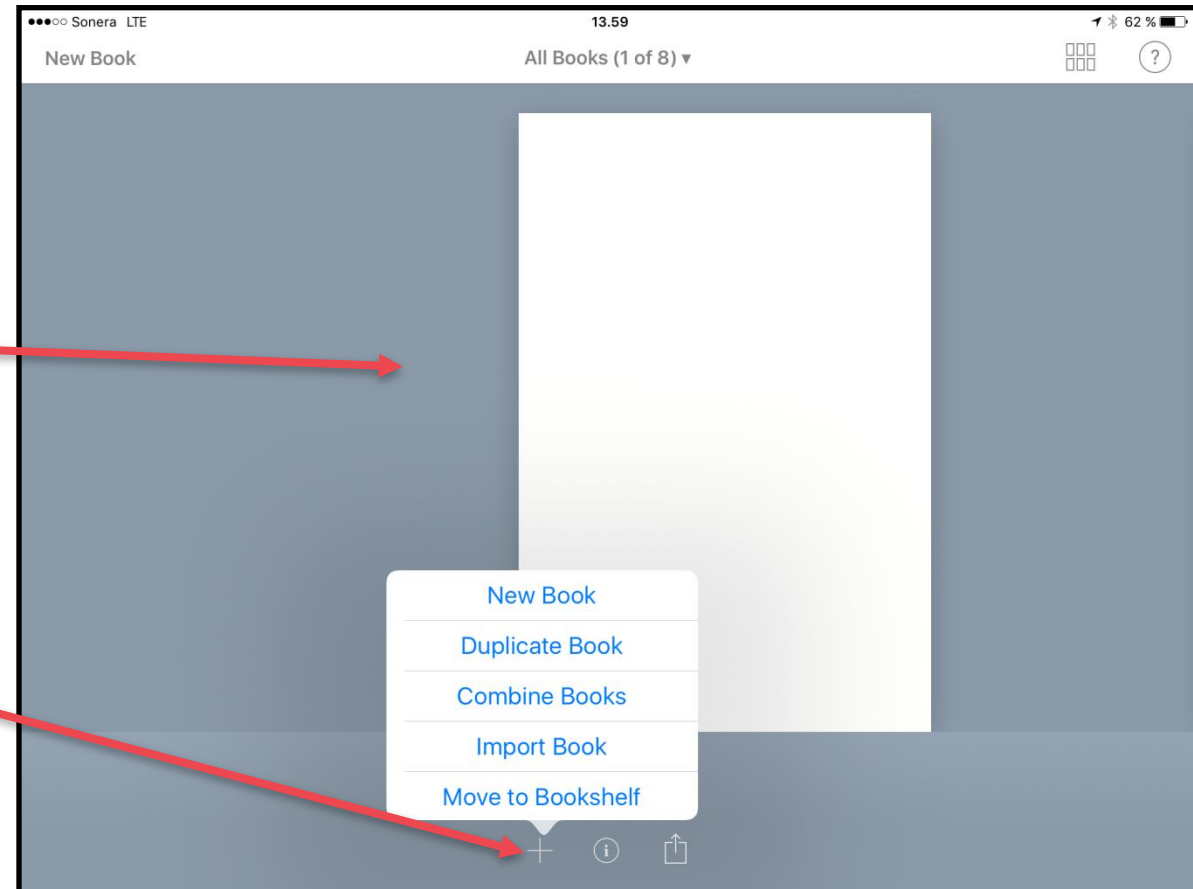 ●●●○○ Sonera LTE 13.59 62 %
New Book All Books (1 of 8) ▾ ?
New Book
Duplicate Book
Combine Books
Import Book
Move to Bookshelf